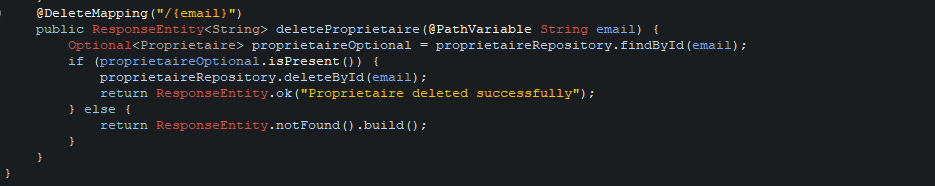 @DeleteMapping("/{email}")
public ResponseEntity<String> deleteProprietaire(@PathVariable String email) {
Optional<Proprietaire> proprietaireOptional = proprietaireRepository.findById(email);
if (proprietaireOptional.isPresent()) {
proprietaireRepository.deleteById(email);
return ResponseEntity.ok("Proprietaire deleted successfully");
} else {
return ResponseEntity.notFound().build();
}
}
}